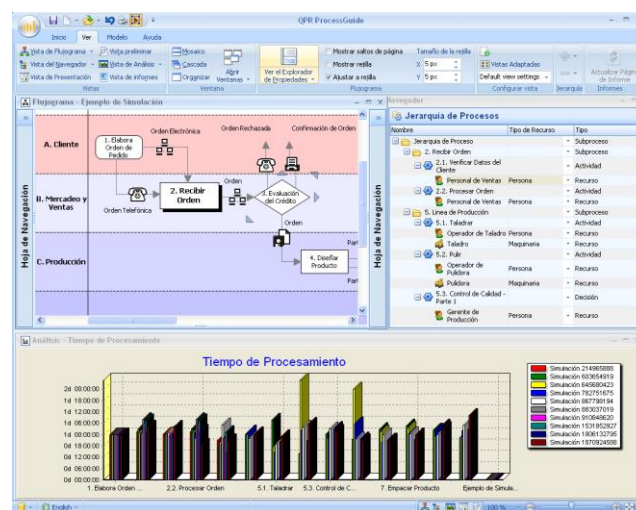 QPR ProcessGuide
Inicio Ver Modelo Ayuda
Vista de Flujograma Vista preliminar Mosaico Mostrar saltos de página Tamaño de la rejilla
Vista del Navegador Vista de Análisis Cascada Mostrar rejilla X 5 px Vistas Adaptadas
Vista de Presentación Vista de informes Organizar Abrir Ventanas Ver el Explorador de Propiedades Ajustar a rejilla Y 5 px Default view settings Actualizar Página de Informe
Vistas Ventana Flujograma Configurar vista Jerarquía Informes
Flujograma - Ejemplo de Simulación
Hoja de Navegación
A. Cliente
1. Elabora Orden de Pedido
Orden Electrónica
Orden Rechazada
Confirmación de Orden
B. Mercadeo y Ventas
Orden Telefónica
2. Recibir Orden
Orden
3. Evaluación del Crédito
Orden
C. Producción
4. Diseñar Producto
Part
Part
Hoja de Navegación
Navegador
Jerarquía de Procesos
Nombre Tipo de Recurso Tipo
Jerarquía de Proceso Subproceso
2. Recibir Orden Subproceso
2.1. Verificar Datos del Cliente Actividad
Personal de Ventas Persona Recurso
2.2. Procesar Orden Actividad
Personal de Ventas Persona Recurso
5. Linea de Producción Subproceso
5.1. Taladrar Actividad
Operador de Taladro Persona Recurso
Taladro Maquinaria Recurso
5.2. Pulir Actividad
Operador de Pulidora Persona Recurso
Pulidora Maquinaria Recurso
5.3. Control de Calidad - Parte 1 Decisión
Gerente de Producción Persona Recurso
Análisis - Tiempo de Procesamiento
Tiempo de Procesamiento
2d 00:00:00
1d 18:00:00
1d 12:00:00
1d 06:00:00
1d 00:00:00
0d 18:00:00
0d 12:00:00
0d 06:00:00
0d 00:00:00
1. Elabora Orden ... 2.2. Procesar Orden 5.1. Taladrar 5.3. Control de C... 7. Empacar Producto Ejemplo de Simula...
Simulación 214965888
Simulación 603654919
Simulación 645680423
Simulación 782751675
Simulación 867798194
Simulación 883037019
Simulación 910848620
Simulación 1531052827
Simulación 1806132795
Simulación 1870924588
English
100 %